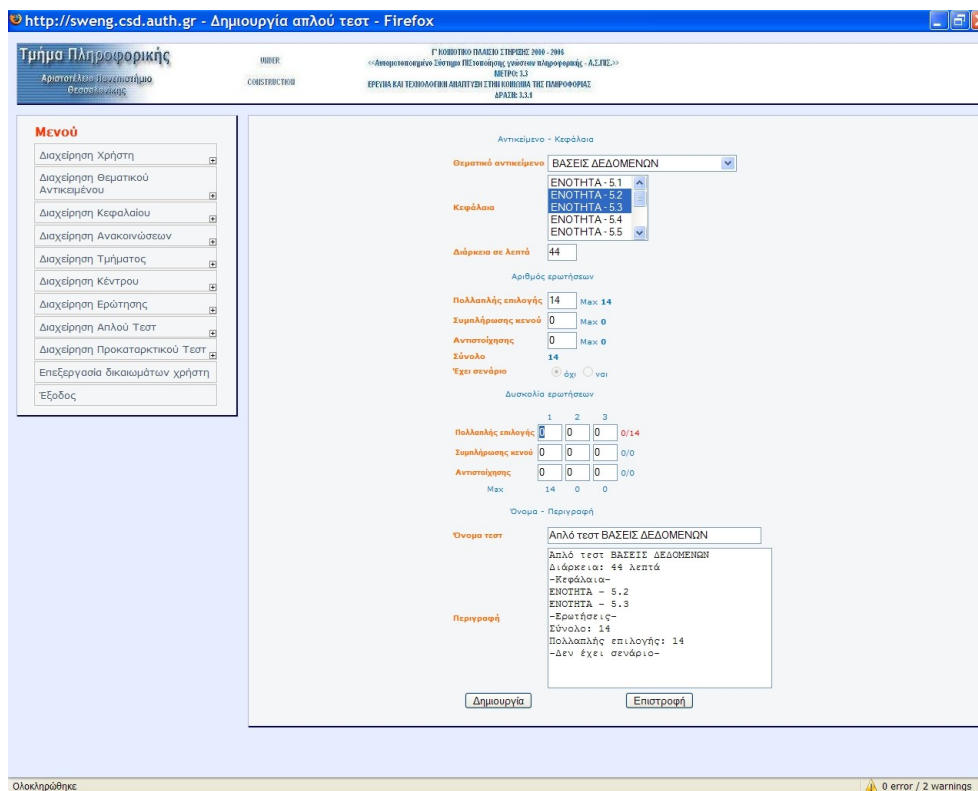 http://sweng.csd.auth.gr - Δημιουργία απλού τεστ - Firefox
Τμήμα Πληροφορικής
Αριστοτέλειο Πανεπιστήμιο
Θεσσαλονίκης
UNDER
CONSTRUCTION
Γ' ΚΟΙΝΟΤΙΚΟ ΠΛΑΙΣΙΟ ΣΤΗΡΙΞΗΣ 2000 - 2006
<<Αυτοματοποιημένο Σύστημα ΠΙΣτοποίησης γνώσεων πληροφορικής - Α.Σ.ΠΙΣ.>>
ΜΕΤΡΟ: 3.3
ΕΡΕΥΝΑ ΚΑΙ ΤΕΧΝΟΛΟΓΙΚΗ ΑΝΑΠΤΥΞΗ ΣΤΗΝ ΚΟΙΝΩΝΙΑ ΤΗΣ ΠΛΗΡΟΦΟΡΙΑΣ
ΔΡΑΣΗ: 3.3.1
Μενού
Διαχείρηση Χρήστη
Διαχείρηση Θεματικού
Αντικειμένου
Διαχείρηση Κεφαλαίου
Διαχείρηση Ανακοινώσεων
Διαχείρηση Τμήματος
Διαχείρηση Κέντρου
Διαχείρηση Ερώτησης
Διαχείρηση Απλού Τεστ
Διαχείρηση Προκαταρκτικού Τεστ
Επεξεργασία δικαιωμάτων χρήστη
Έξοδος
Αντικείμενο - Κεφάλαια
Θεματικό αντικείμενο ΒΑΣΕΙΣ ΔΕΔΟΜΕΝΩΝ
Κεφάλαια
ΕΝΟΤΗΤΑ - 5.1
ΕΝΟΤΗΤΑ - 5.2
ΕΝΟΤΗΤΑ - 5.3
ΕΝΟΤΗΤΑ - 5.4
ΕΝΟΤΗΤΑ - 5.5
Διάρκεια σε λεπτά 44
Αριθμός ερωτήσεων
Πολλαπλής επιλογής 14 Max 14
Συμπλήρωσης κενού 0 Max 0
Αντιστοίχησης 0 Max 0
Σύνολο 14
Έχει σενάριο όχι ναι
Δυσκολία ερωτήσεων
1 2 3
Πολλαπλής επιλογής 0 0 0 0/14
Συμπλήρωσης κενού 0 0 0 0/0
Αντιστοίχησης 0 0 0 0/0
Max 14 0 0
Όνομα - Περιγραφή
Όνομα τεστ Απλό τεστ ΒΑΣΕΙΣ ΔΕΔΟΜΕΝΩΝ
Περιγραφή
Απλό τεστ ΒΑΣΕΙΣ ΔΕΔΟΜΕΝΩΝ
Διάρκεια: 44 λεπτά
-Κεφάλαια-
ΕΝΟΤΗΤΑ - 5.2
ΕΝΟΤΗΤΑ - 5.3
-Ερωτήσεις-
Σύνολο: 14
Πολλαπλής επιλογής: 14
-Δεν έχει σενάριο-
Δημιουργία Επιστροφή
Ολοκληρώθηκε 0 error / 2 warnings